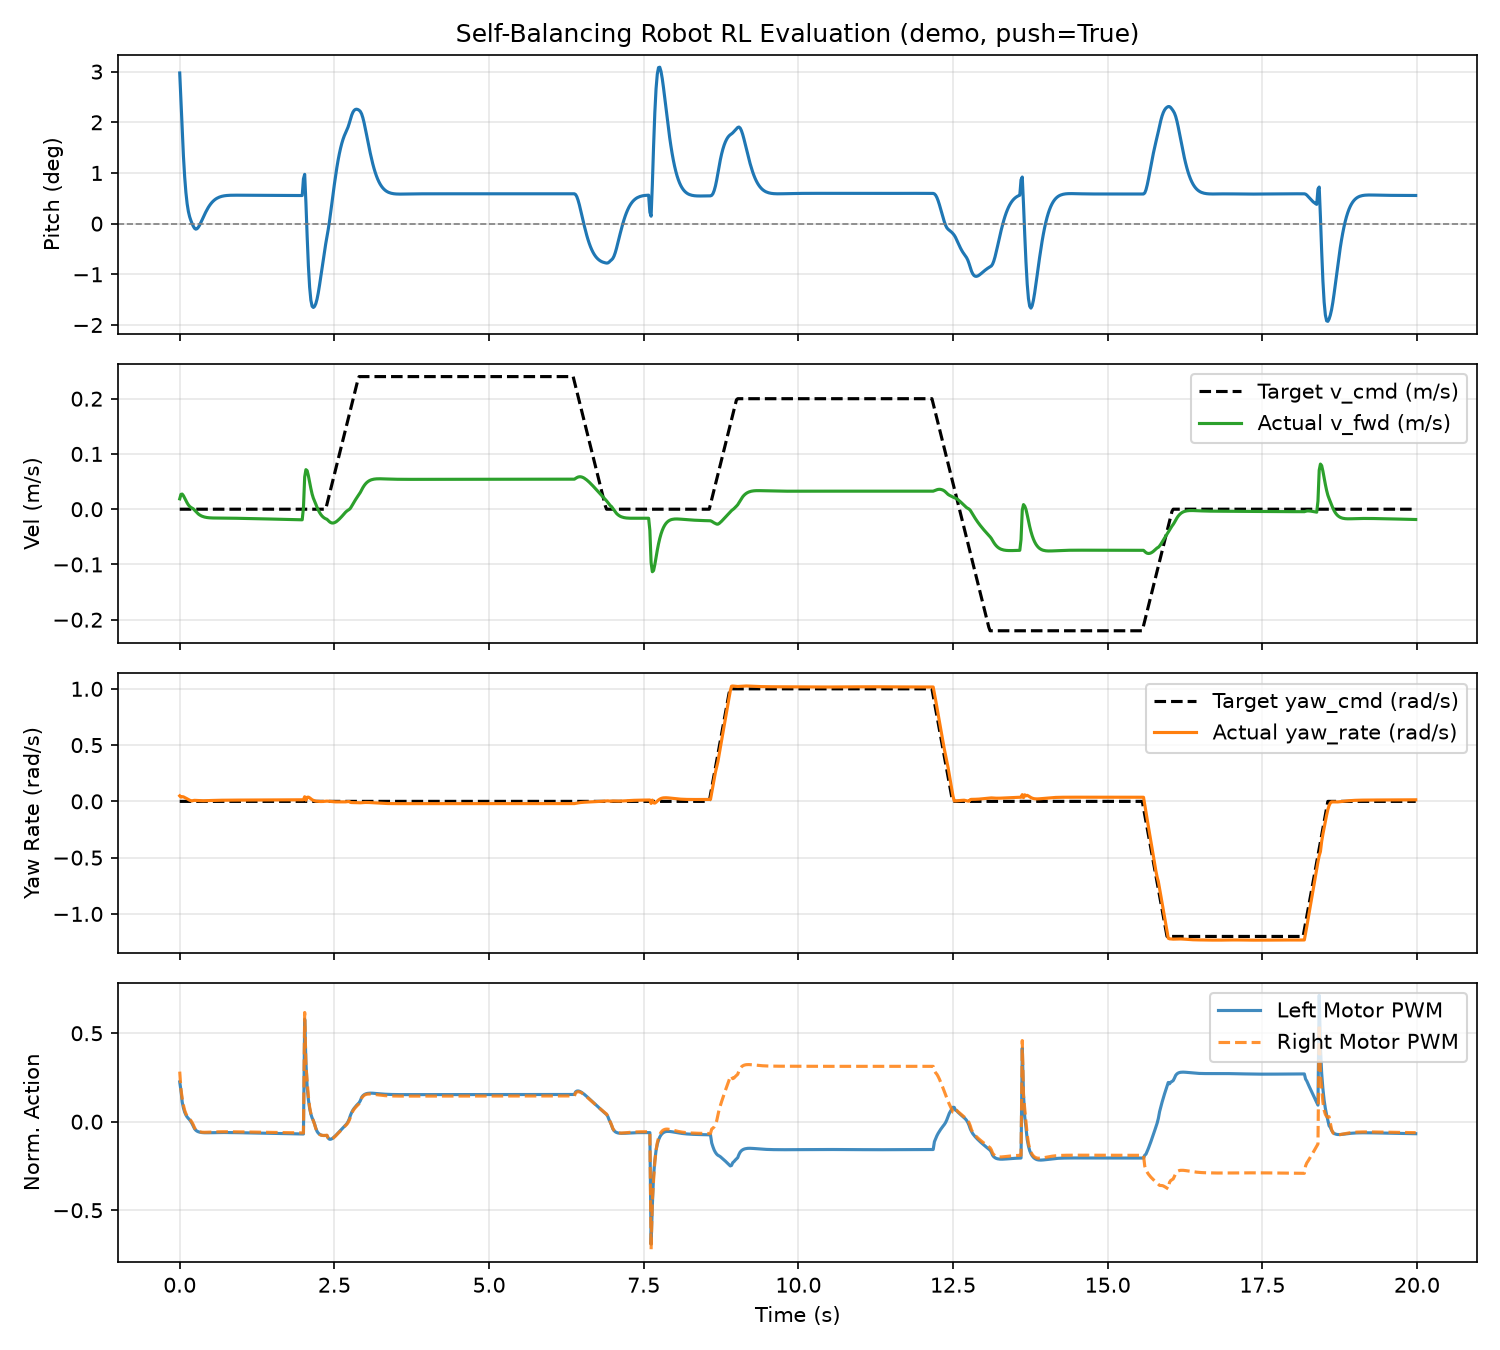 Self-Balancing Robot RL Evaluation (demo, push=True)
Pitch (deg)
3
2
1
0
−1
−2
Vel (m/s)
0.2
0.1
0.0
−0.1
−0.2
Target v_cmd (m/s)
Actual v_fwd (m/s)
Yaw Rate (rad/s)
1.0
0.5
0.0
−0.5
−1.0
Target yaw_cmd (rad/s)
Actual yaw_rate (rad/s)
Norm. Action
0.5
0.0
−0.5
Left Motor PWM
Right Motor PWM
0.0 2.5 5.0 7.5 10.0 12.5 15.0 17.5 20.0
Time (s)